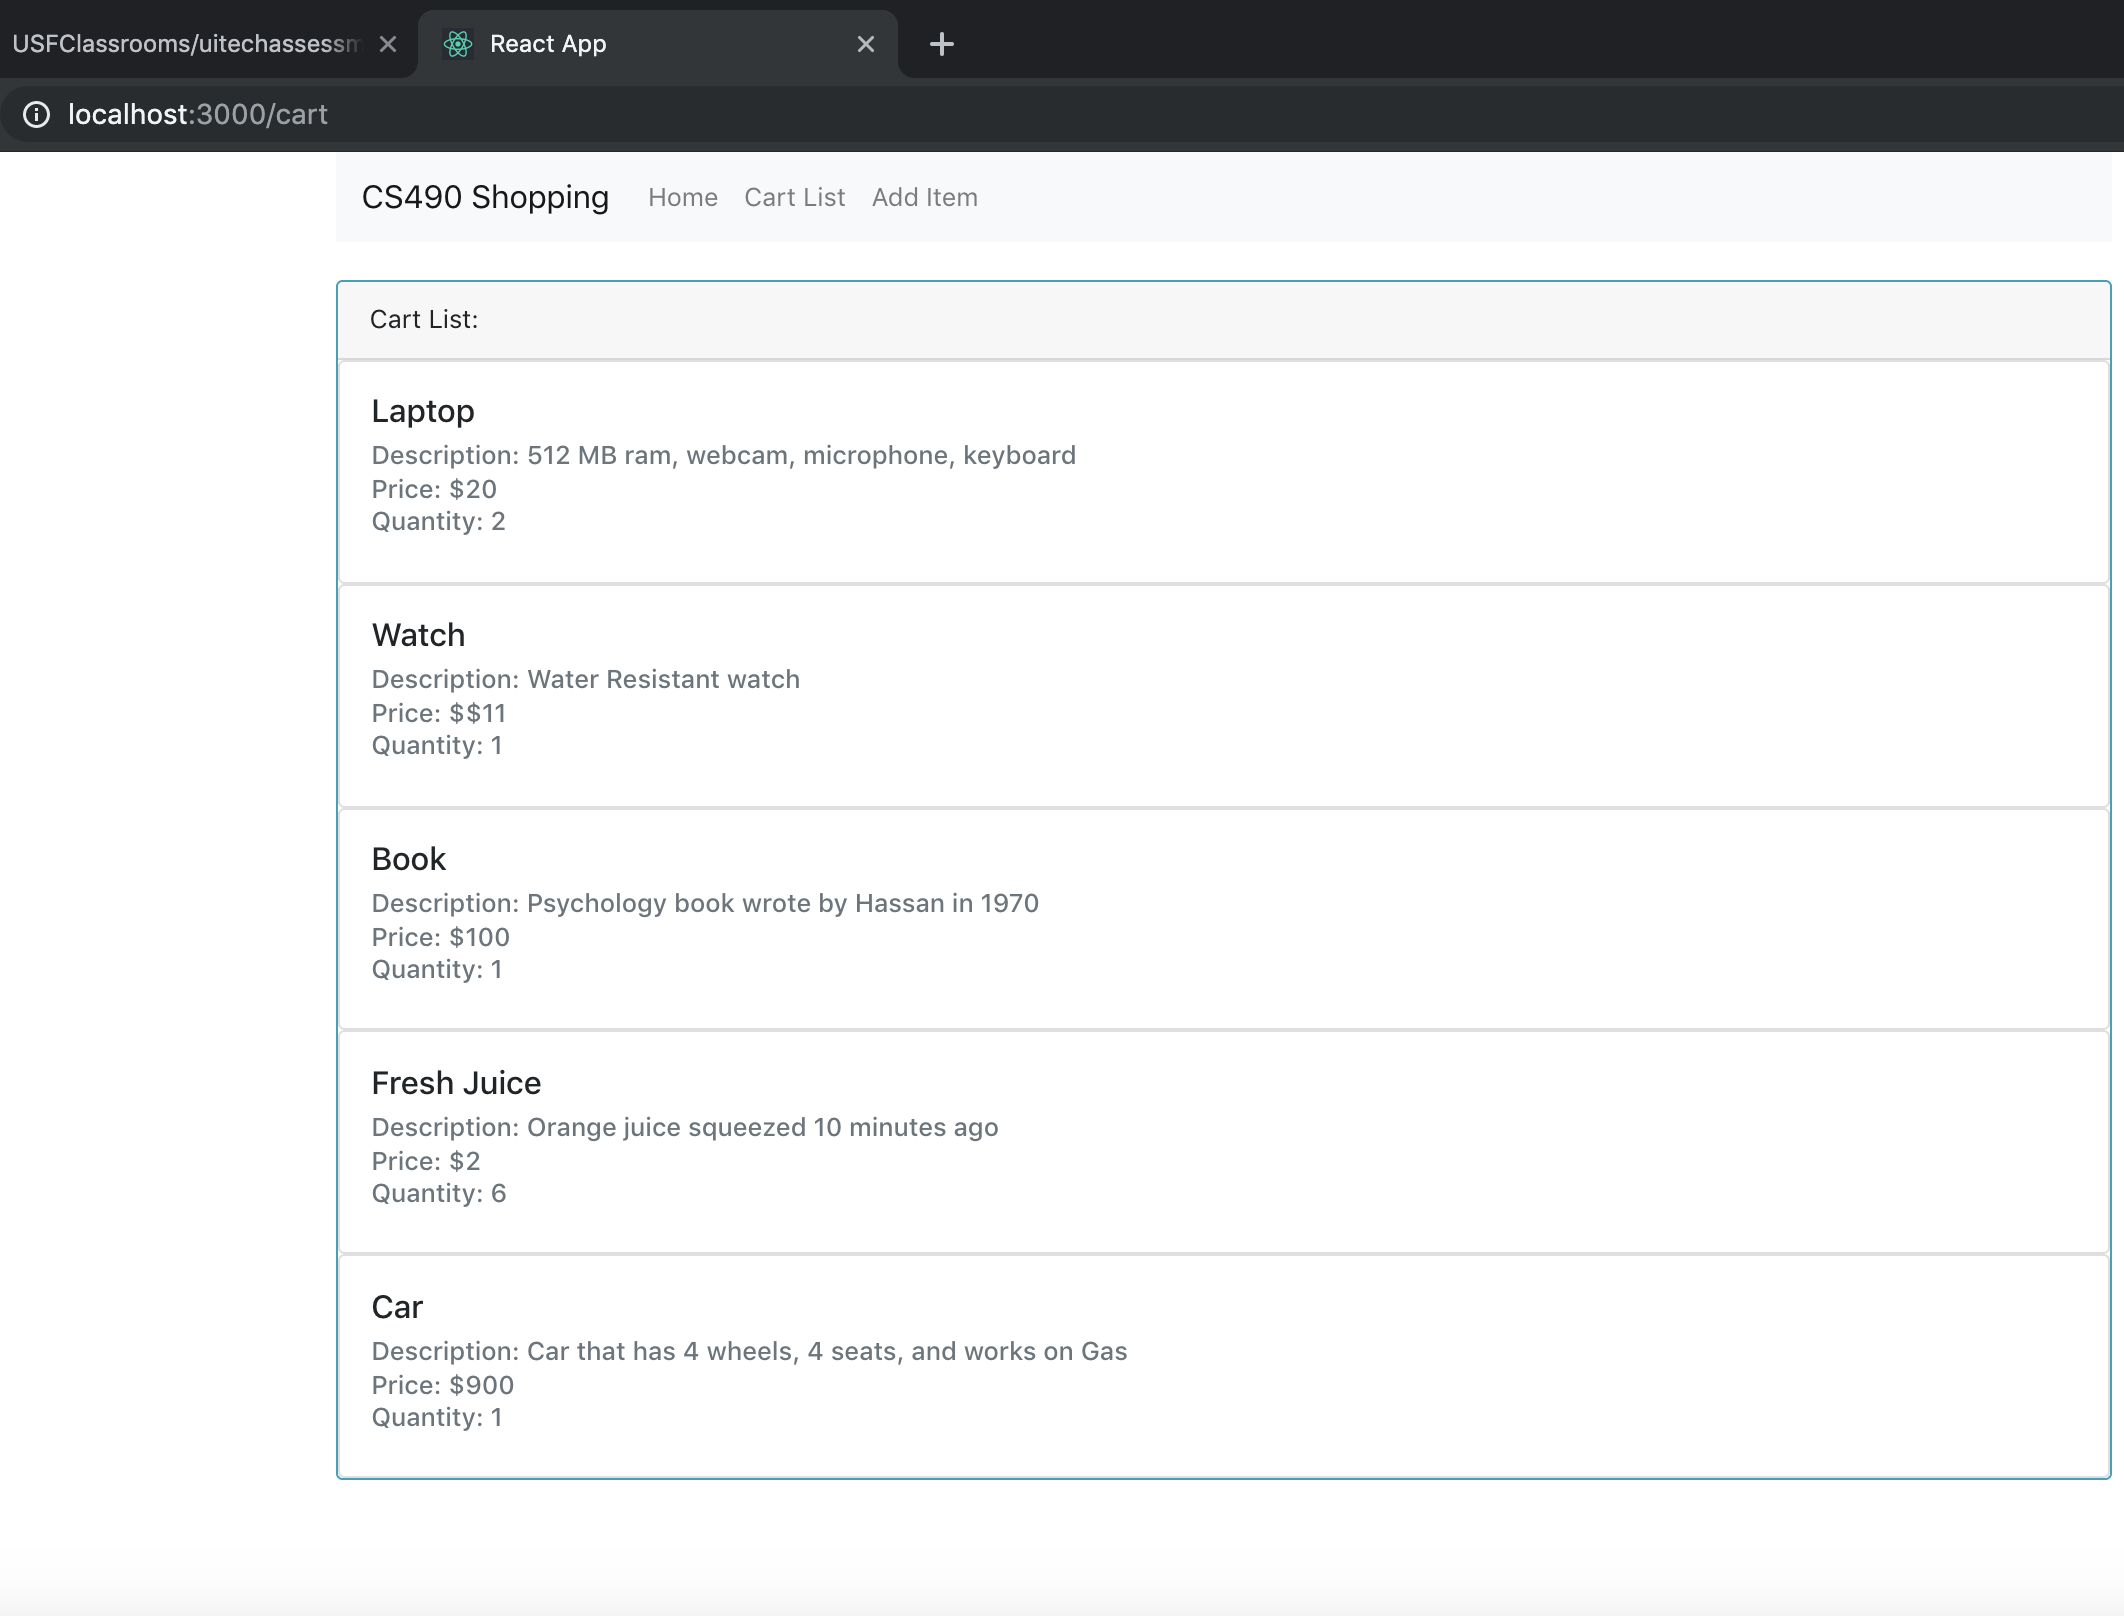 USFClassrooms/uitechassessm
React App
localhost:3000/cart
CS490 Shopping Home Cart List Add Item
Cart List:
Laptop
Description: 512 MB ram, webcam, microphone, keyboard
Price: $20
Quantity: 2
Watch
Description: Water Resistant watch
Price: $$11
Quantity: 1
Book
Description: Psychology book wrote by Hassan in 1970
Price: $100
Quantity: 1
Fresh Juice
Description: Orange juice squeezed 10 minutes ago
Price: $2
Quantity: 6
Car
Description: Car that has 4 wheels, 4 seats, and works on Gas
Price: $900
Quantity: 1